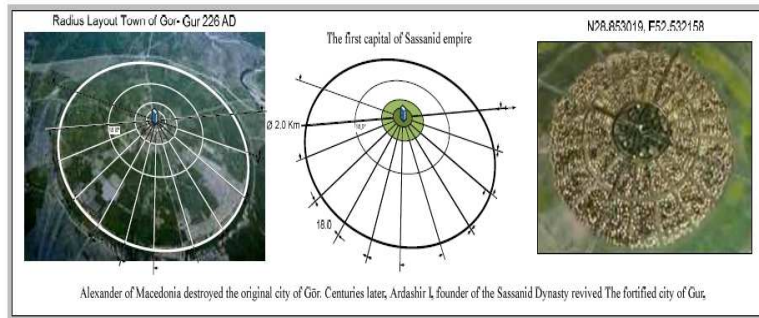 Radius Layout Town of Gor- Gur 226 AD
The first capital of Sassanid empire
N28.853019, E52.532158
Ø 2.0 Km
18.0
Alexander of Macedonia destroyed the original city of Gōr. Centuries later, Ardashir I, founder of the Sassanid Dynasty revived The fortified city of Gur,